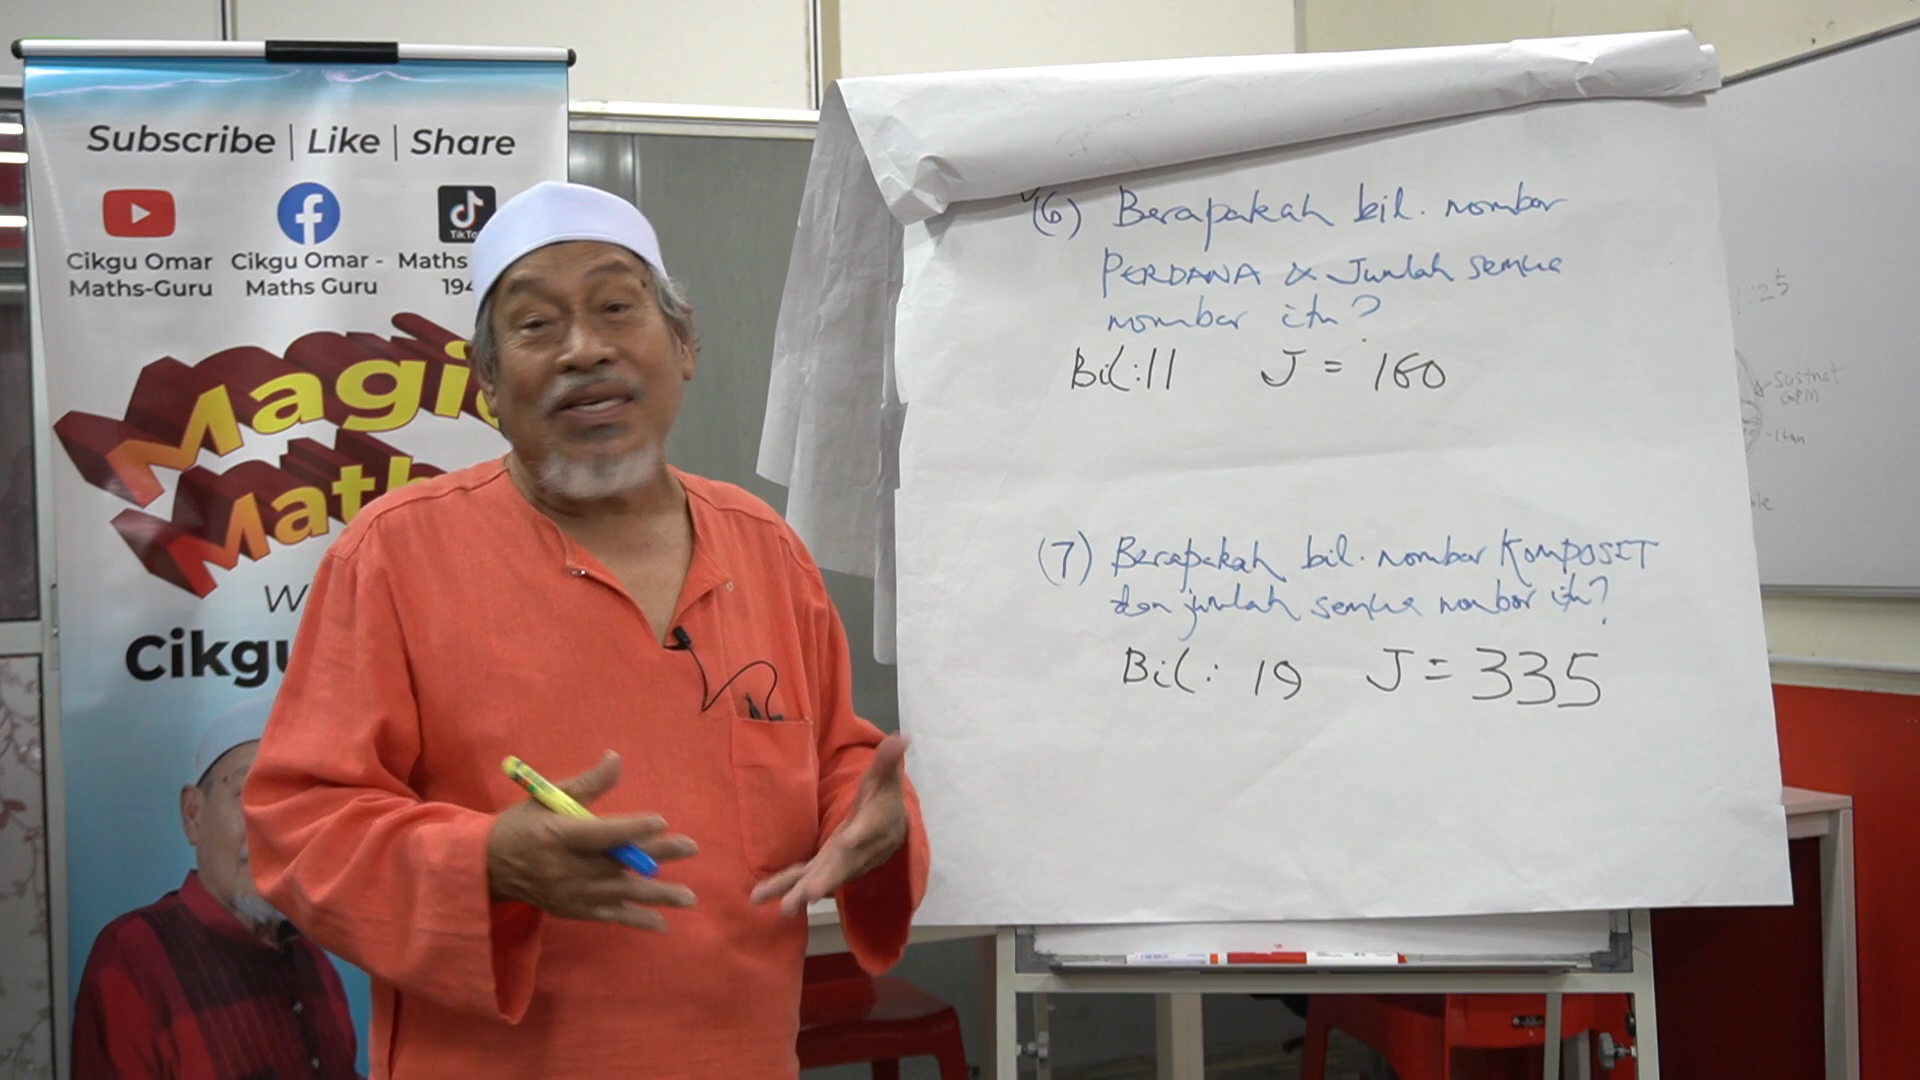 Subscribe | Like | Share
TikTo
Cikgu Omar
Maths-Guru
Cikgu Omar -
Maths Guru
Maths
194
Magic
Math
W
Cikgu
(6) Berapakah bil. nombor
PERDANA & Jumlah semua
nombor itu?
Bil: 11 J = 160
(7) Berapakah bil. nombor KOMPOSIT
dan jumlah semua nombor itu?
Bil: 19 J = 335